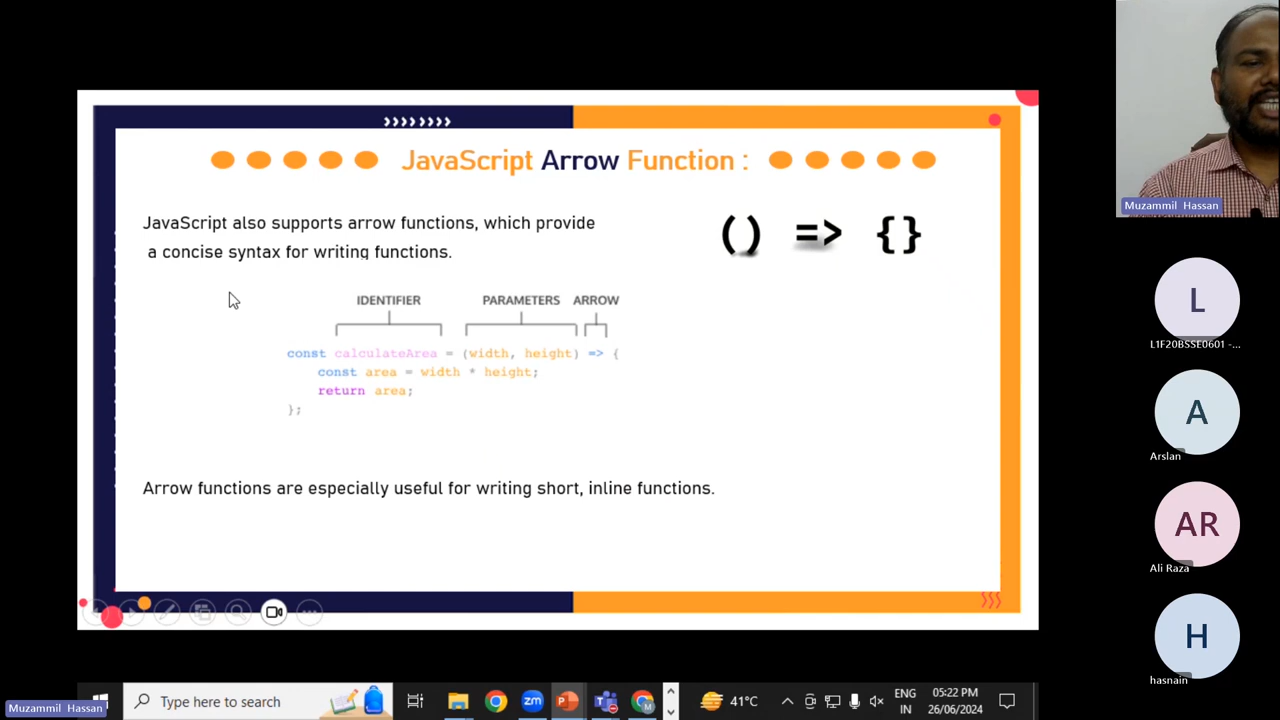 JavaScript Arrow Function :
JavaScript also supports arrow functions, which provide
a concise syntax for writing functions.
() => {}
IDENTIFIER PARAMETERS ARROW
const calculateArea = (width, height) => {
const area = width * height;
return area;
};
Arrow functions are especially useful for writing short, inline functions.
Muzammil Hassan
L
L1F20BSSE0601 -...
A
Arslan
AR
Ali Raza
H
hasnain
Muzammil Hassan
Type here to search
zm
41°C
ENG
IN
05:22 PM
26/06/2024